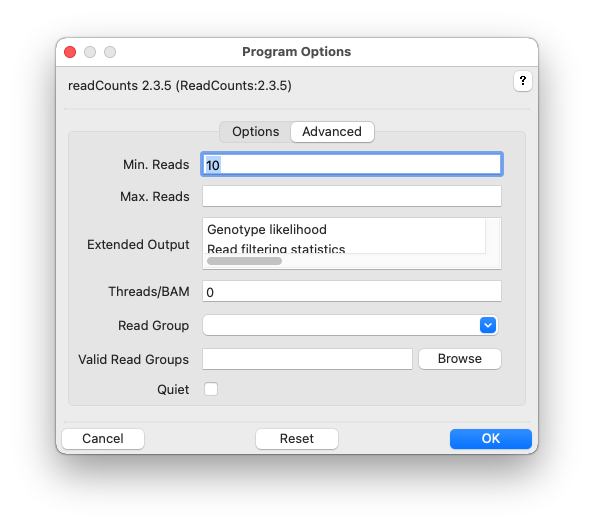 Program Options
readCounts 2.3.5 (ReadCounts:2.3.5)
?
Options Advanced
Min. Reads 10
Max. Reads
Extended Output Genotype likelihood
Read filtering statistics
Threads/BAM 0
Read Group
Valid Read Groups Browse
Quiet
Cancel Reset OK